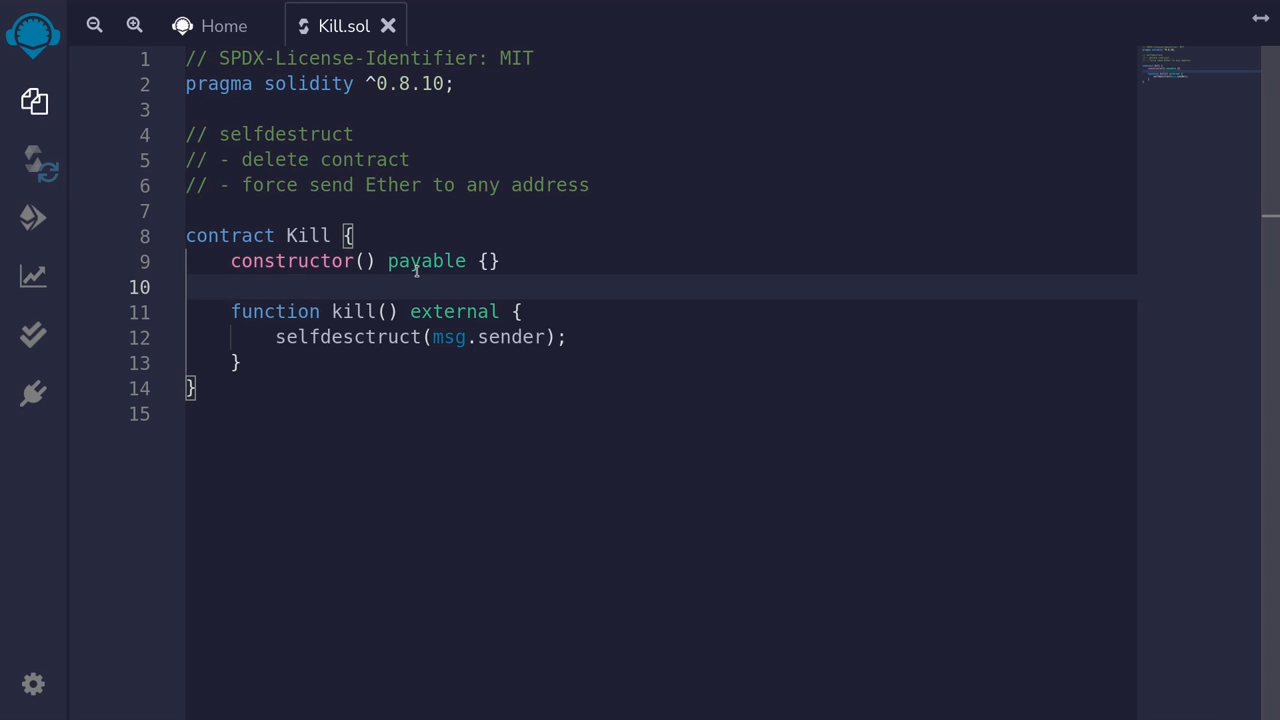 Home
Kill.sol
1 // SPDX-License-Identifier: MIT
2 pragma solidity ^0.8.10;
3
4 // selfdestruct
5 // - delete contract
6 // - force send Ether to any address
7
8 contract Kill {
9     constructor() payable {}
10
11     function kill() external {
12         selfdesctruct(msg.sender);
13     }
14 }
15